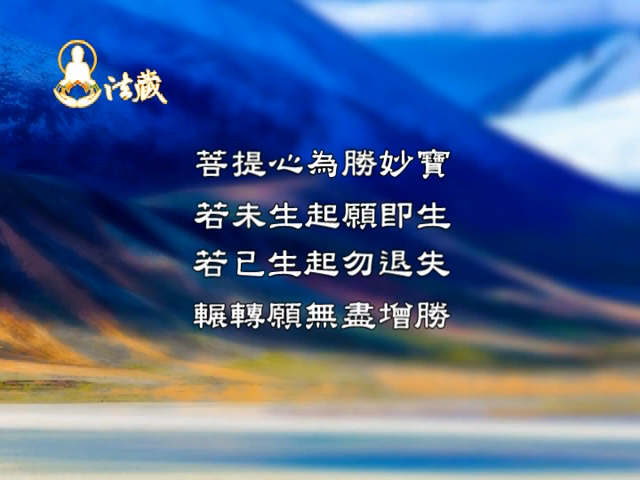 法藏
菩提心為勝妙寶
若未生起願即生
若已生起勿退失
輾轉願無盡增勝